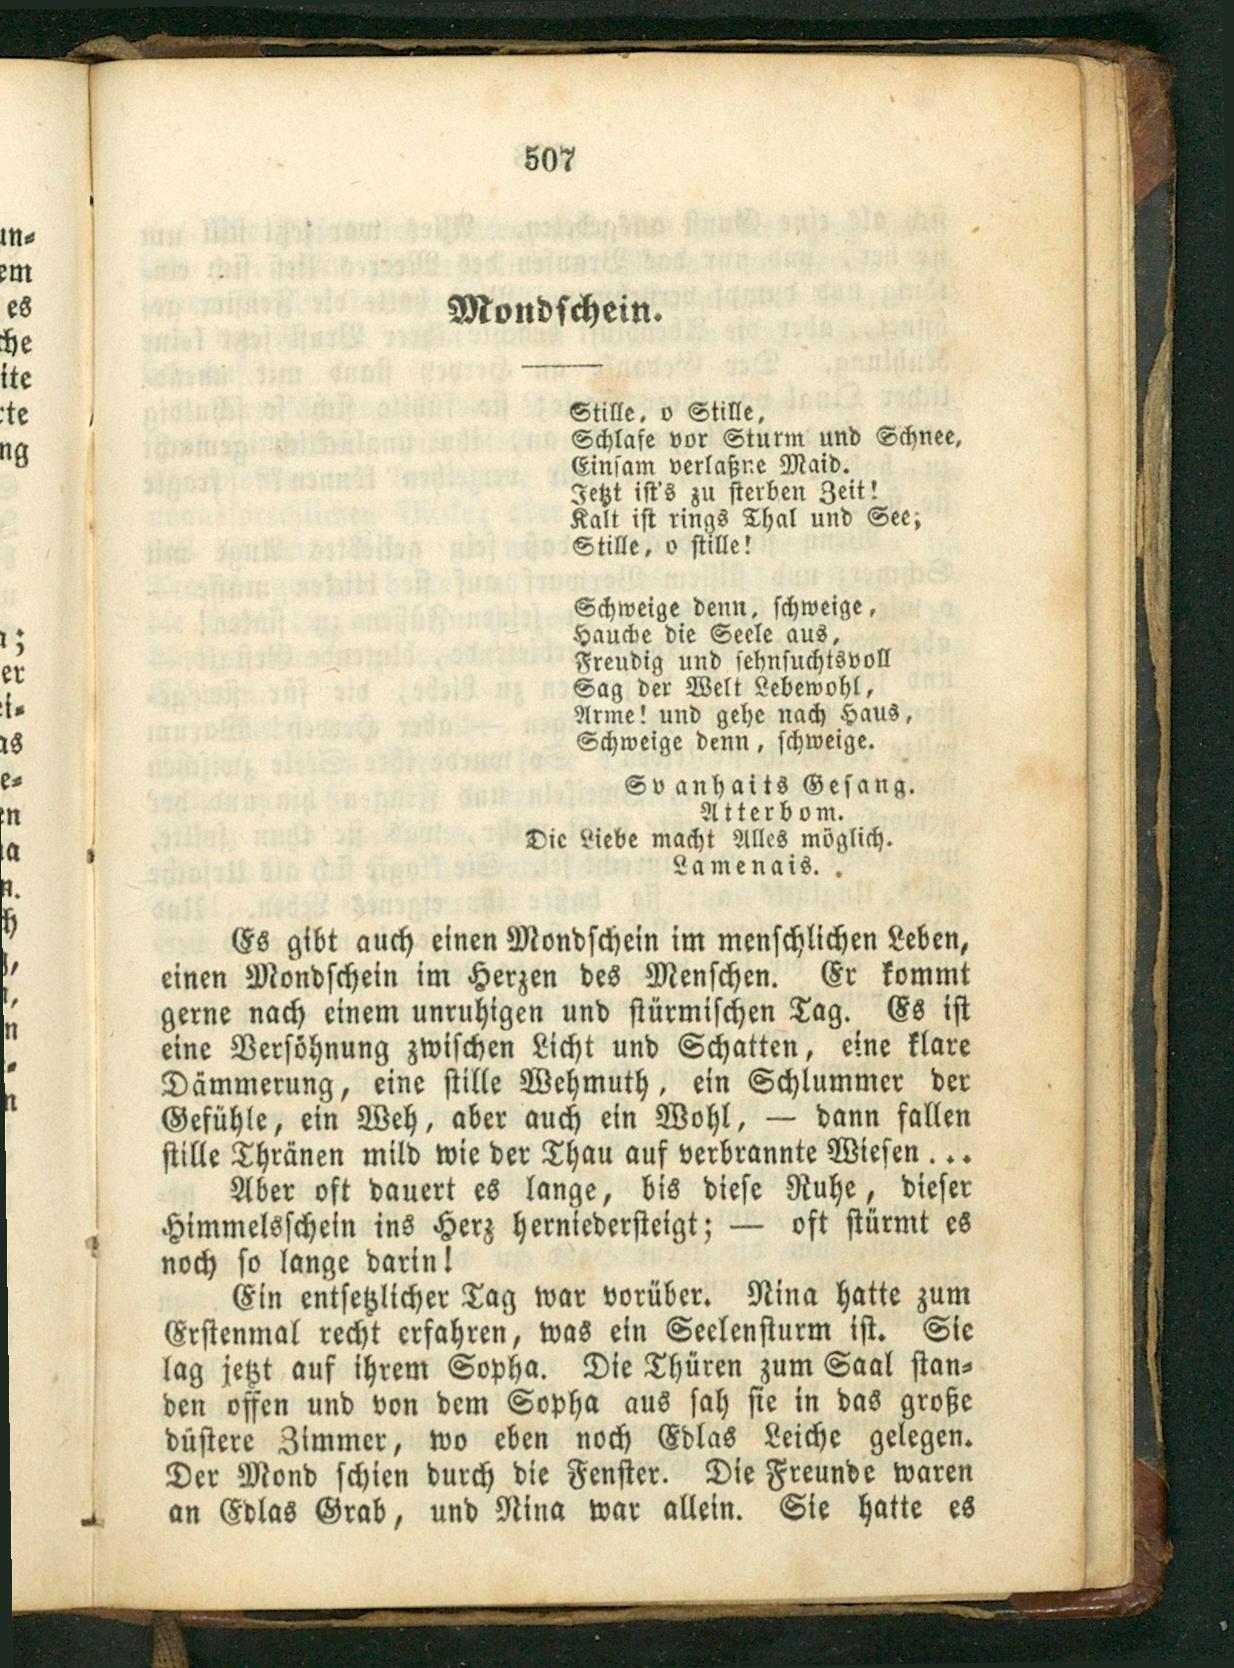 507
Mondschein.
Stille, o Stille,
Schlafe vor Sturm und Schnee,
Einsam verlaßne Maid.
Jetzt ist's zu sterben Zeit!
Kalt ist rings Thal und See;
Stille, o stille!
Schweige denn, schweige,
Hauche die Seele aus,
Freudig und sehnsuchtsvoll
Sag der Welt Lebewohl,
Arme! und gehe nach Haus,
Schweige denn, schweige.
Svanhaits Gesang.
Atterbom.
Die Liebe macht Alles möglich.
Lamenais.
Es gibt auch einen Mondschein im menschlichen Leben,
einen Mondschein im Herzen des Menschen. Er kommt
gerne nach einem unruhigen und stürmischen Tag. Es ist
eine Versöhnung zwischen Licht und Schatten, eine klare
Dämmerung, eine stille Wehmuth, ein Schlummer der
Gefühle, ein Weh, aber auch ein Wohl, — dann fallen
stille Thränen mild wie der Thau auf verbrannte Wiesen...
Aber oft dauert es lange, bis diese Ruhe, dieser
Himmelsschein ins Herz herniedersteigt; — oft stürmt es
noch so lange darin!
Ein entsetzlicher Tag war vorüber. Nina hatte zum
Erstenmal recht erfahren, was ein Seelensturm ist. Sie
lag jetzt auf ihrem Sopha. Die Thüren zum Saal stan-
den offen und von dem Sopha aus sah sie in das große
düstere Zimmer, wo eben noch Edlas Leiche gelegen.
Der Mond schien durch die Fenster. Die Freunde waren
an Edlas Grab, und Nina war allein. Sie hatte es